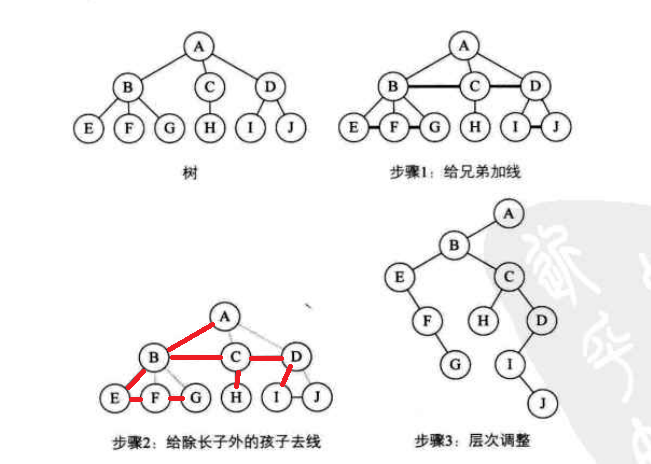 A
B C D
E F G H I J
树
A
B C D
E F G H I J
步骤1：给兄弟加线
A
B C D
E F G H I J
步骤2：给除长子外的孩子去线
A
B
E C
F H D
G I
J
步骤3：层次调整